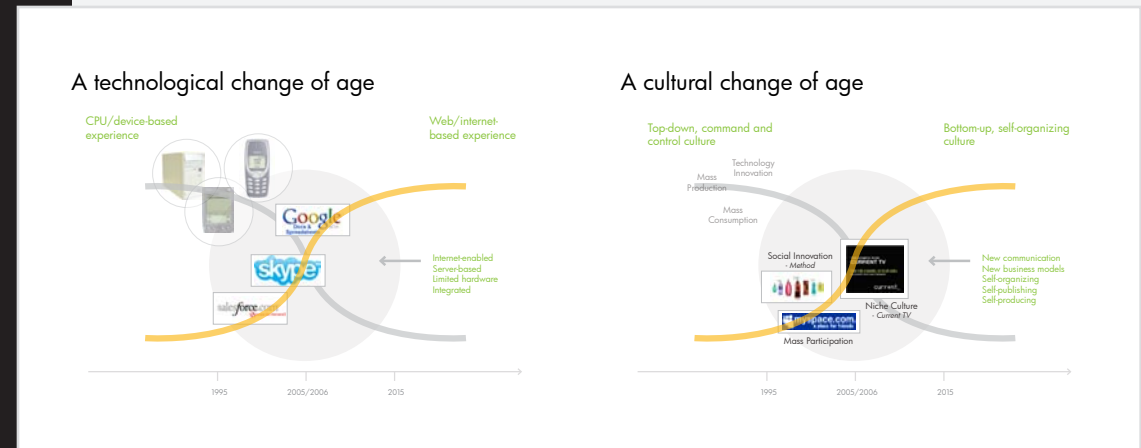 A technological change of age
CPU/device-based
experience
Web/internet-
based experience
Google
Docs &
Spreadsheets
skype
salesforce.com
Internet-enabled
Server-based
Limited hardware
Integrated
1995
2005/2006
2015
A cultural change of age
Top-down, command and
control culture
Bottom-up, self-organizing
culture
Technology
Innovation
Mass
Production
Mass
Consumption
Social Innovation
- Method
CURRENT TV
current
myspace.com
a place for friends
Niche Culture
- Current TV
Mass Participation
New communication
New business models
Self-organizing
Self-publishing
Self-producing
1995
2005/2006
2015